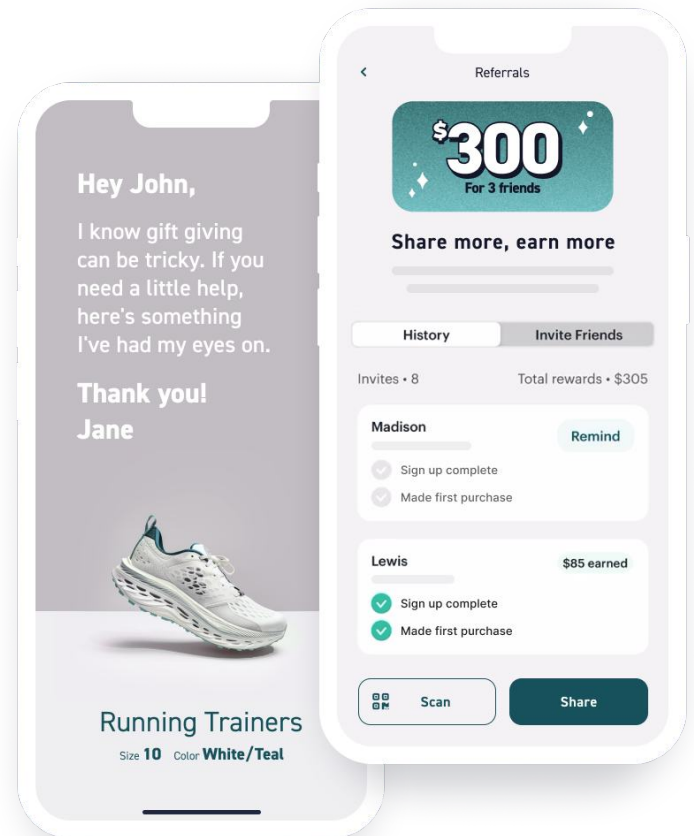 Hey John,
I know gift giving
can be tricky. If you
need a little help,
here's something
I've had my eyes on.
Thank you!
Jane
Running Trainers
Size 10 Color White/Teal
Referrals
$300
For 3 friends
Share more, earn more
History Invite Friends
Invites • 8 Total rewards • $305
Madison
Remind
Sign up complete
Made first purchase
Lewis
$85 earned
Sign up complete
Made first purchase
Scan Share